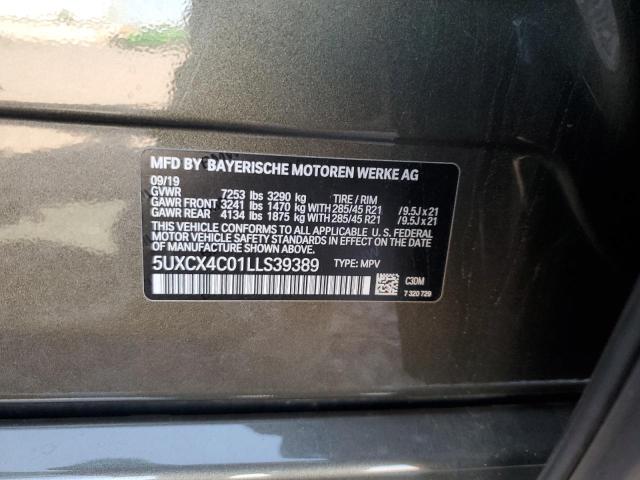 MFD BY BAYERISCHE MOTOREN WERKE AG
09/19
GVWR 7253 lbs 3290 kg TIRE / RIM
GAWR FRONT 3241 lbs 1470 kg WITH 285/45 R21 /9.5J x 21
GAWR REAR 4134 lbs 1875 kg WITH 285/45 R21 /9.5J x 21
THIS VEHICLE CONFORMS TO ALL APPLICABLE U. S. FEDERAL
MOTOR VEHICLE SAFETY STANDARDS IN EFFECT ON THE DATE OF
MANUFACTURE SHOWN ABOVE.
5UXCX4C01LLS39389 TYPE: MPV
C3DM
7 320 729